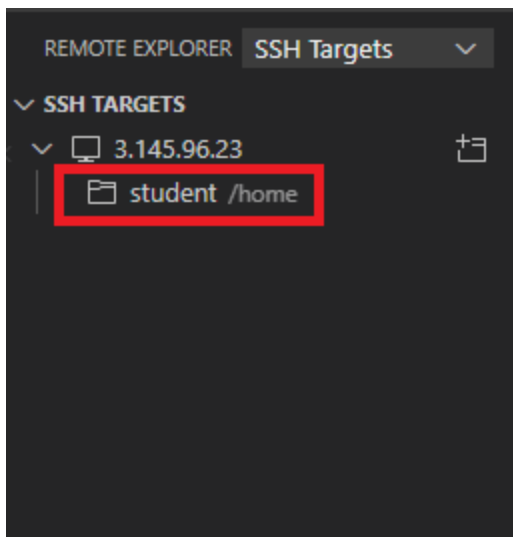 REMOTE EXPLORER SSH Targets
SSH TARGETS
3.145.96.23
student /home